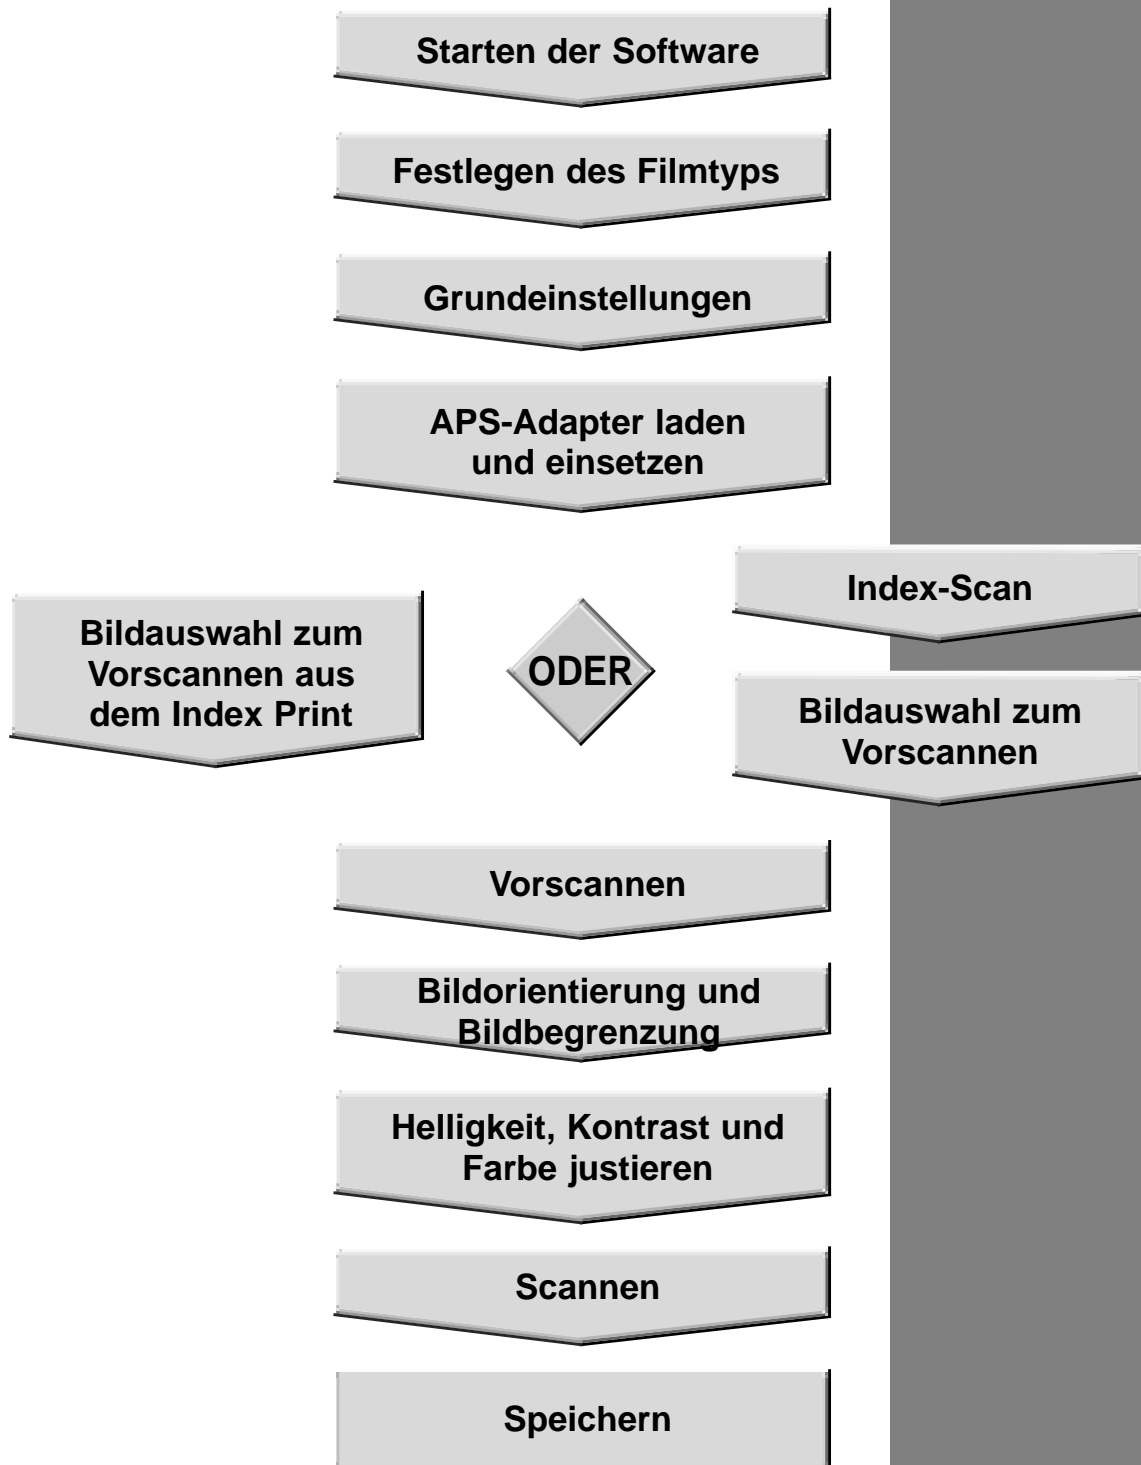 Starten der Software
Festlegen des Filmtyps
Grundeinstellungen
APS-Adapter laden
und einsetzen
Bildauswahl zum
Vorscannen aus
dem Index Print
ODER
Index-Scan
Bildauswahl zum
Vorscannen
Vorscannen
Bildorientierung und
Bildbegrenzung
Helligkeit, Kontrast und
Farbe justieren
Scannen
Speichern